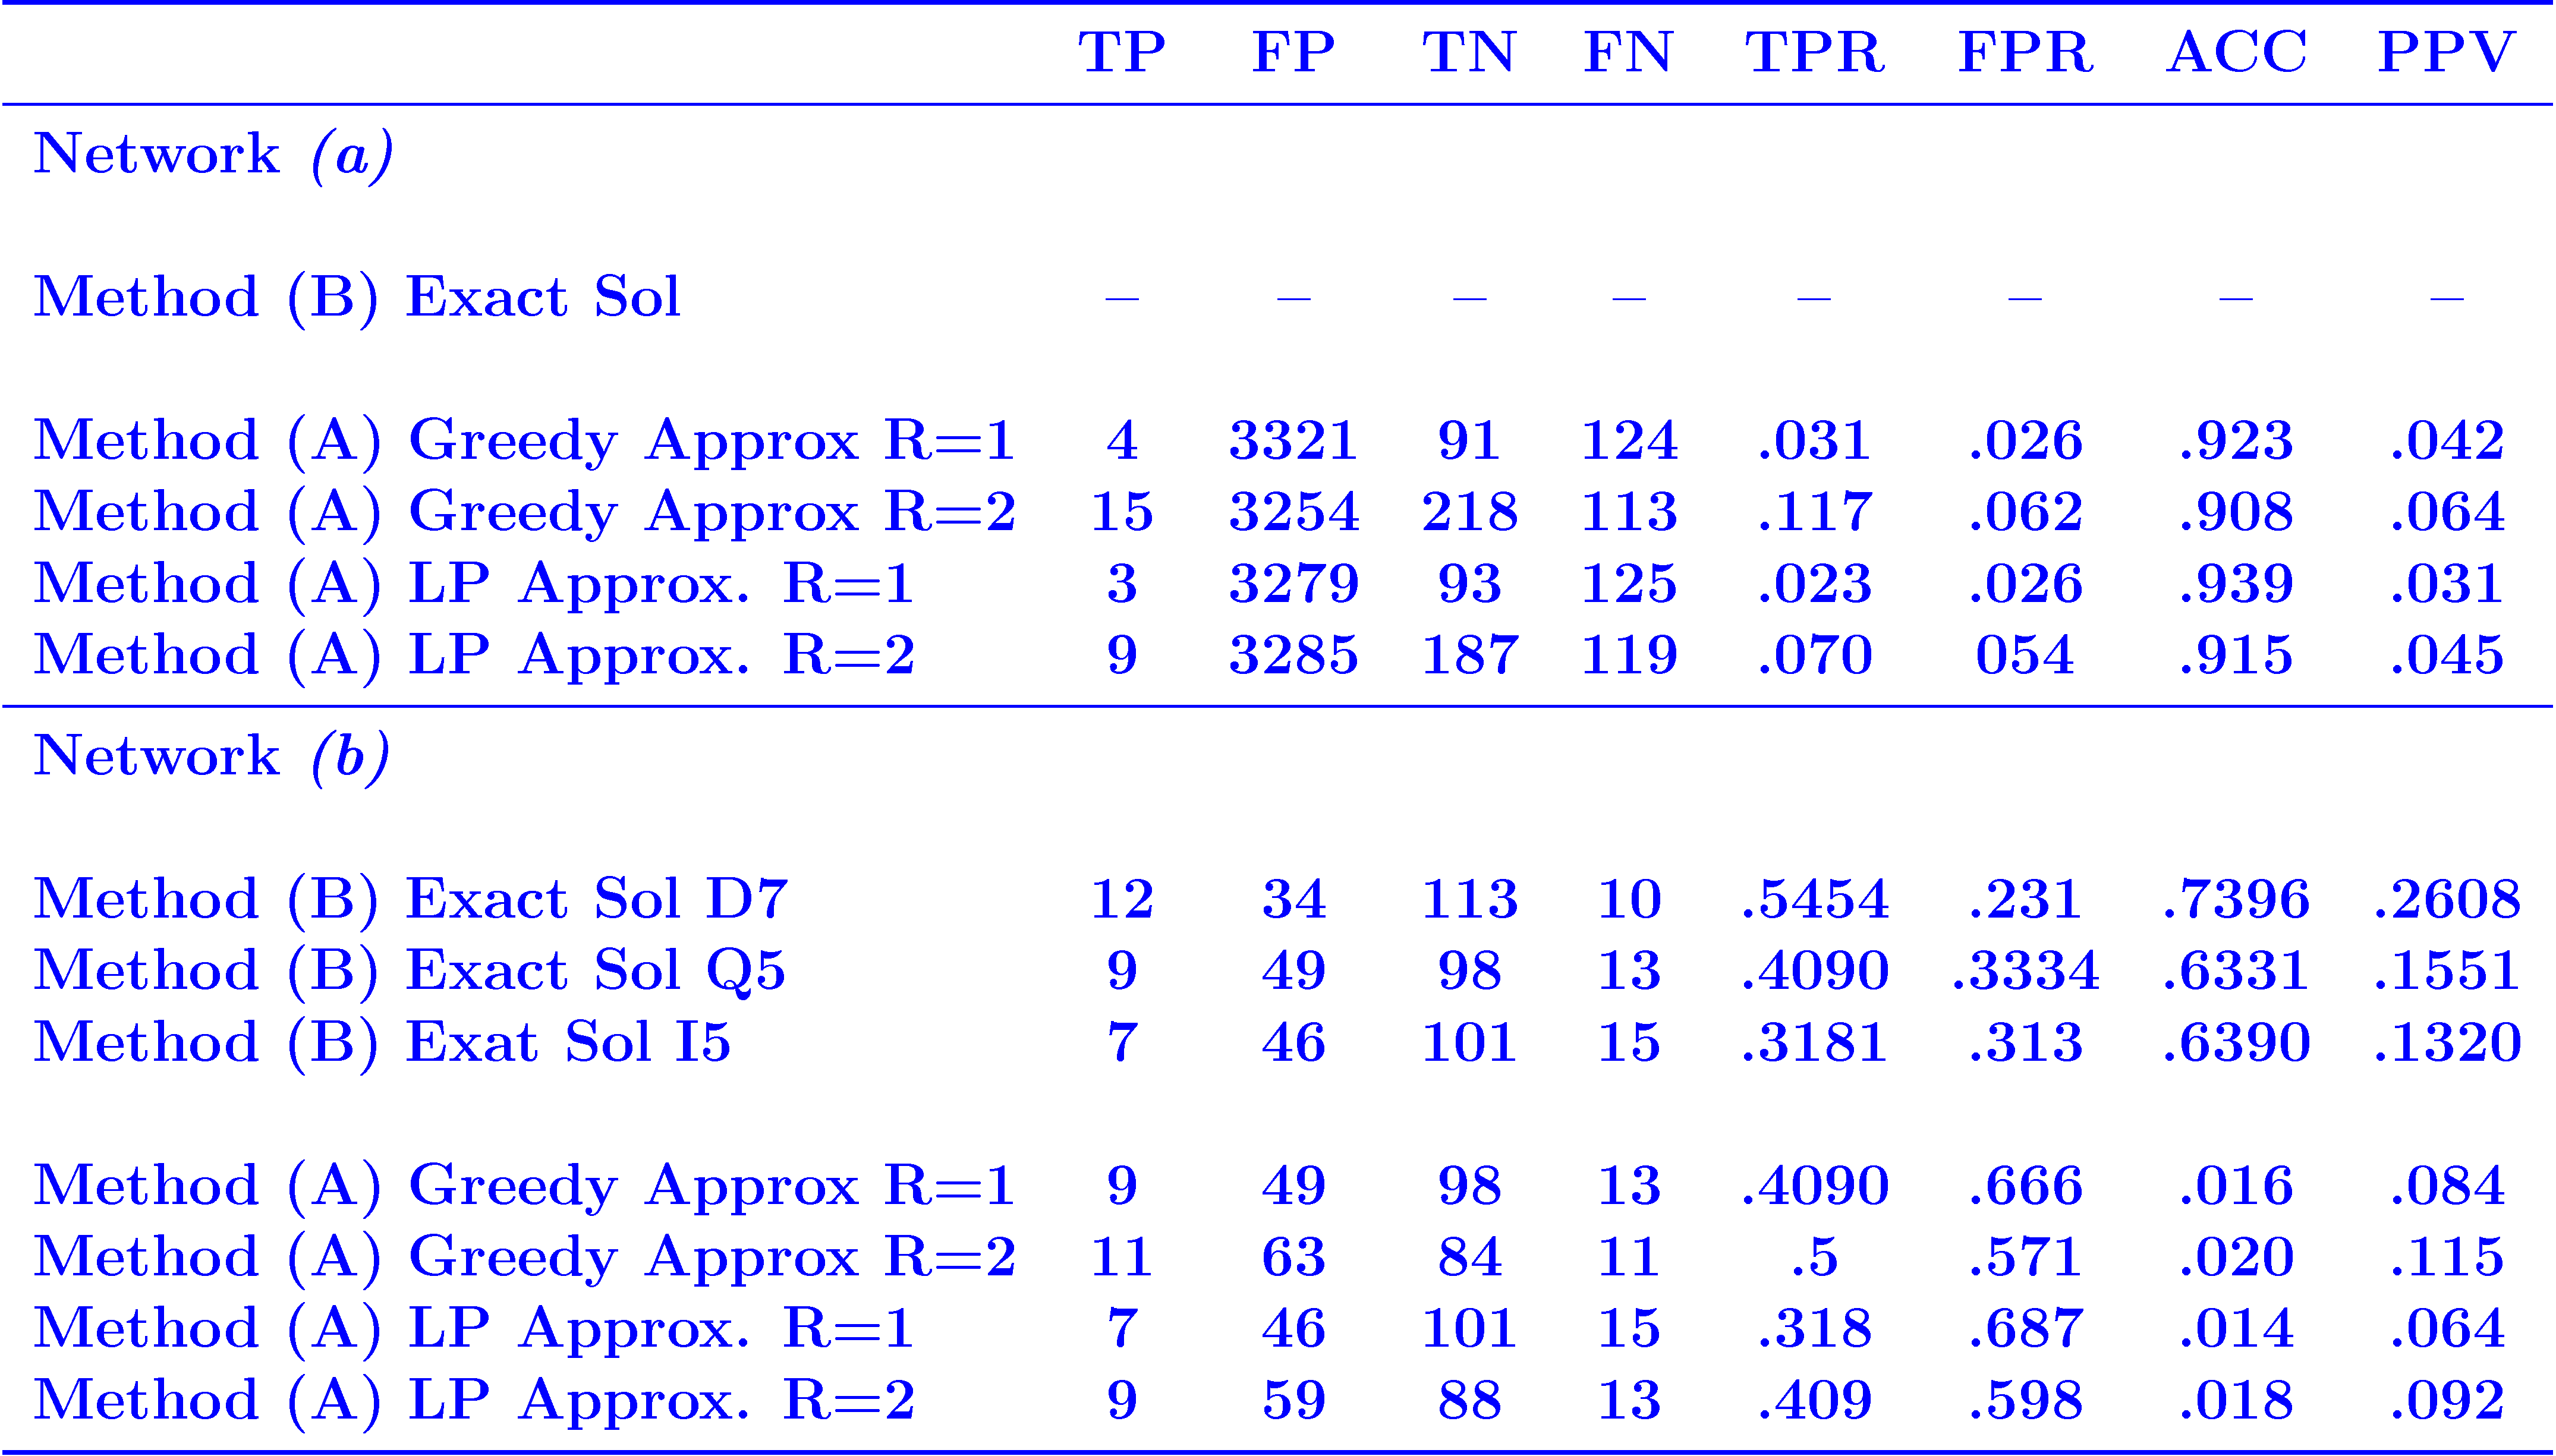 TP FP TN FN TPR FPR ACC PPV
Network (a)
Method (B) Exact Sol – – – – – – – –
Method (A) Greedy Approx R=1 4 3321 91 124 .031 .026 .923 .042
Method (A) Greedy Approx R=2 15 3254 218 113 .117 .062 .908 .064
Method (A) LP Approx. R=1 3 3279 93 125 .023 .026 .939 .031
Method (A) LP Approx. R=2 9 3285 187 119 .070 054 .915 .045
Network (b)
Method (B) Exact Sol D7 12 34 113 10 .5454 .231 .7396 .2608
Method (B) Exact Sol Q5 9 49 98 13 .4090 .3334 .6331 .1551
Method (B) Exat Sol I5 7 46 101 15 .3181 .313 .6390 .1320
Method (A) Greedy Approx R=1 9 49 98 13 .4090 .666 .016 .084
Method (A) Greedy Approx R=2 11 63 84 11 .5 .571 .020 .115
Method (A) LP Approx. R=1 7 46 101 15 .318 .687 .014 .064
Method (A) LP Approx. R=2 9 59 88 13 .409 .598 .018 .092